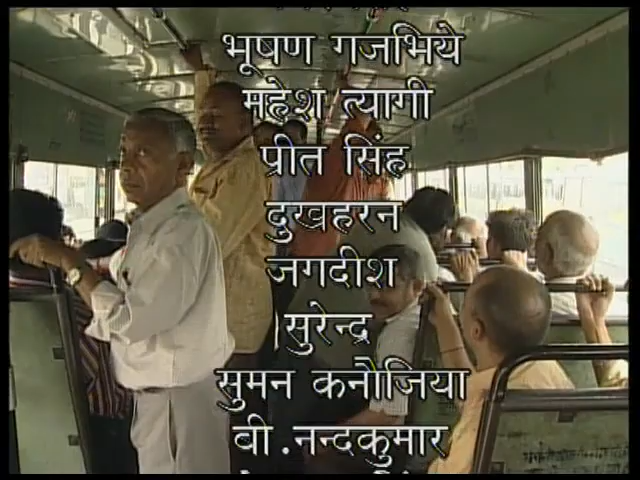 भूषण गजभिये
महेश त्यागी
प्रीत सिंह
दुखहरन
जगदीश
सुरेन्द्र
सुमन कनोजिया
वी .नन्दकुमार